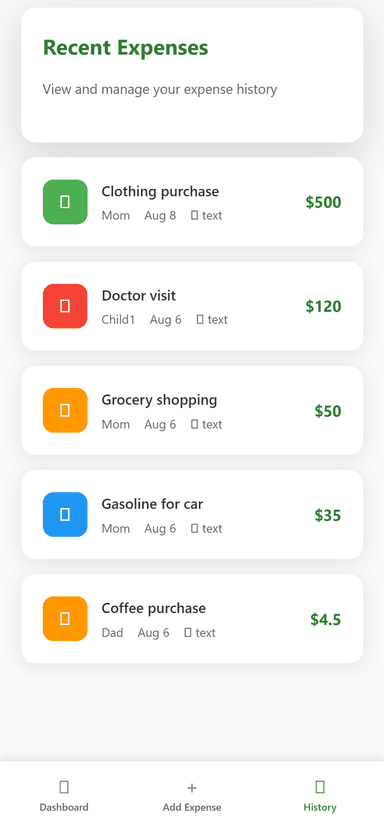 Recent Expenses
View and manage your expense history
Clothing purchase
Mom Aug 8 text
$500
Doctor visit
Child1 Aug 6 text
$120
Grocery shopping
Mom Aug 6 text
$50
Gasoline for car
Mom Aug 6 text
$35
Coffee purchase
Dad Aug 6 text
$4.5
+
Dashboard Add Expense History